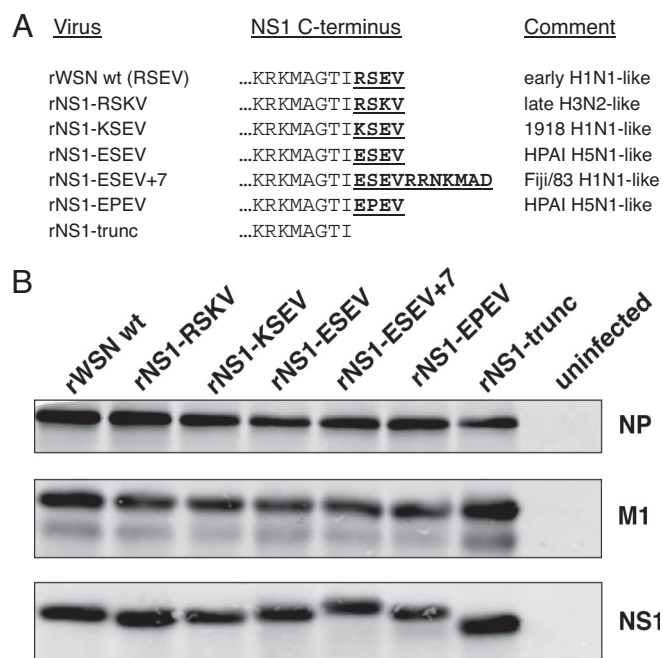 A Virus NS1 C-terminus Comment
rWSN wt (RSEV) ...KRKMAGTIRSEV early H1N1-like
rNS1-RSKV ...KRKMAGTIRSKV late H3N2-like
rNS1-KSEV ...KRKMAGTIKSEV 1918 H1N1-like
rNS1-ESEV ...KRKMAGTIESEV HPAI H5N1-like
rNS1-ESEV+7 ...KRKMAGTIESEVRRNKMAD Fiji/83 H1N1-like
rNS1-EPEV ...KRKMAGTIEPEV HPAI H5N1-like
rNS1-trunc ...KRKMAGTI
B
rWSN wt rNS1-RSKV rNS1-KSEV rNS1-ESEV rNS1-ESEV+7 rNS1-EPEV rNS1-trunc uninfected
NP
M1
NS1